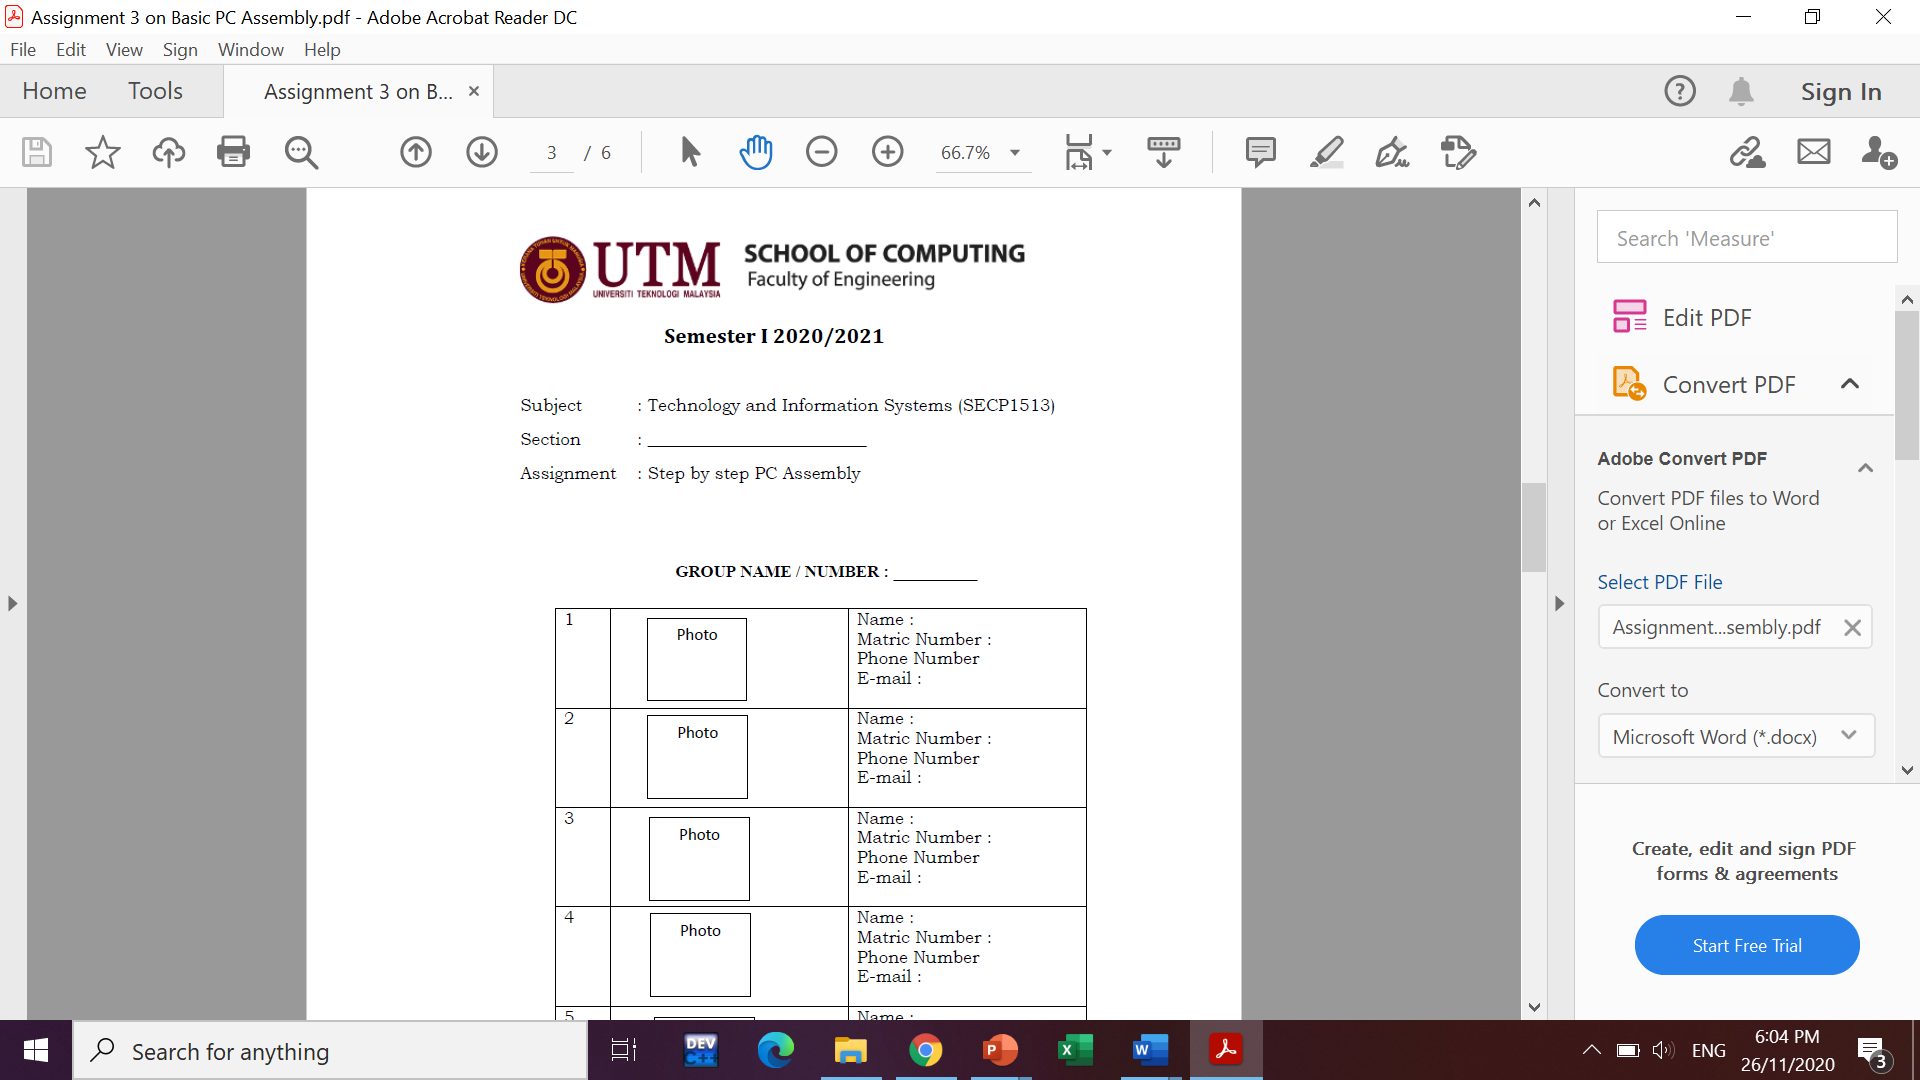 Assignment 3 on Basic PC Assembly.pdf - Adobe Acrobat Reader DC
File Edit View Sign Window Help
Home Tools Assignment 3 on B... × Sign In
3 / 6 66.7%
UTM
UNIVERSITI TEKNOLOGI MALAYSIA
SCHOOL OF COMPUTING
Faculty of Engineering
Semester I 2020/2021
Subject : Technology and Information Systems (SECP1513)
Section : ____________________
Assignment : Step by step PC Assembly
GROUP NAME / NUMBER : _________
1 Photo Name :
Matric Number :
Phone Number
E-mail :
2 Photo Name :
Matric Number :
Phone Number
E-mail :
3 Photo Name :
Matric Number :
Phone Number
E-mail :
4 Photo Name :
Matric Number :
Phone Number
E-mail :
5 Name :
Search 'Measure'
Edit PDF
Convert PDF
Adobe Convert PDF
Convert PDF files to Word
or Excel Online
Select PDF File
Assignment...sembly.pdf
Convert to
Microsoft Word (*.docx)
Create, edit and sign PDF
forms & agreements
Start Free Trial
Search for anything
DEV
C++
P
X
W
ENG
6:04 PM
26/11/2020
3